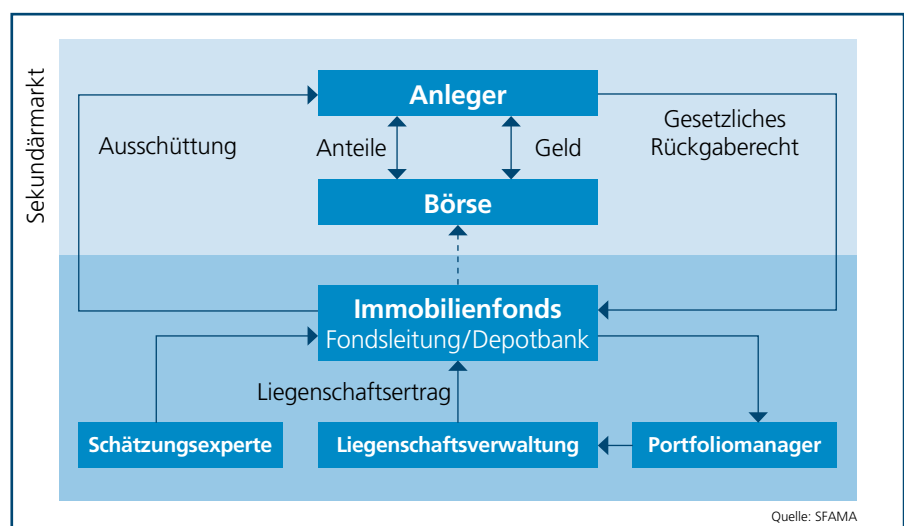 Sekundärmarkt
Anleger
Ausschüttung
Anteile
Geld
Gesetzliches
Rückgaberecht
Börse
Immobilienfonds
Fondsleitung/Depotbank
Liegenschaftsertrag
Schätzungsexperte
Liegenschaftsverwaltung
Portfoliomanager
Quelle: SFAMA